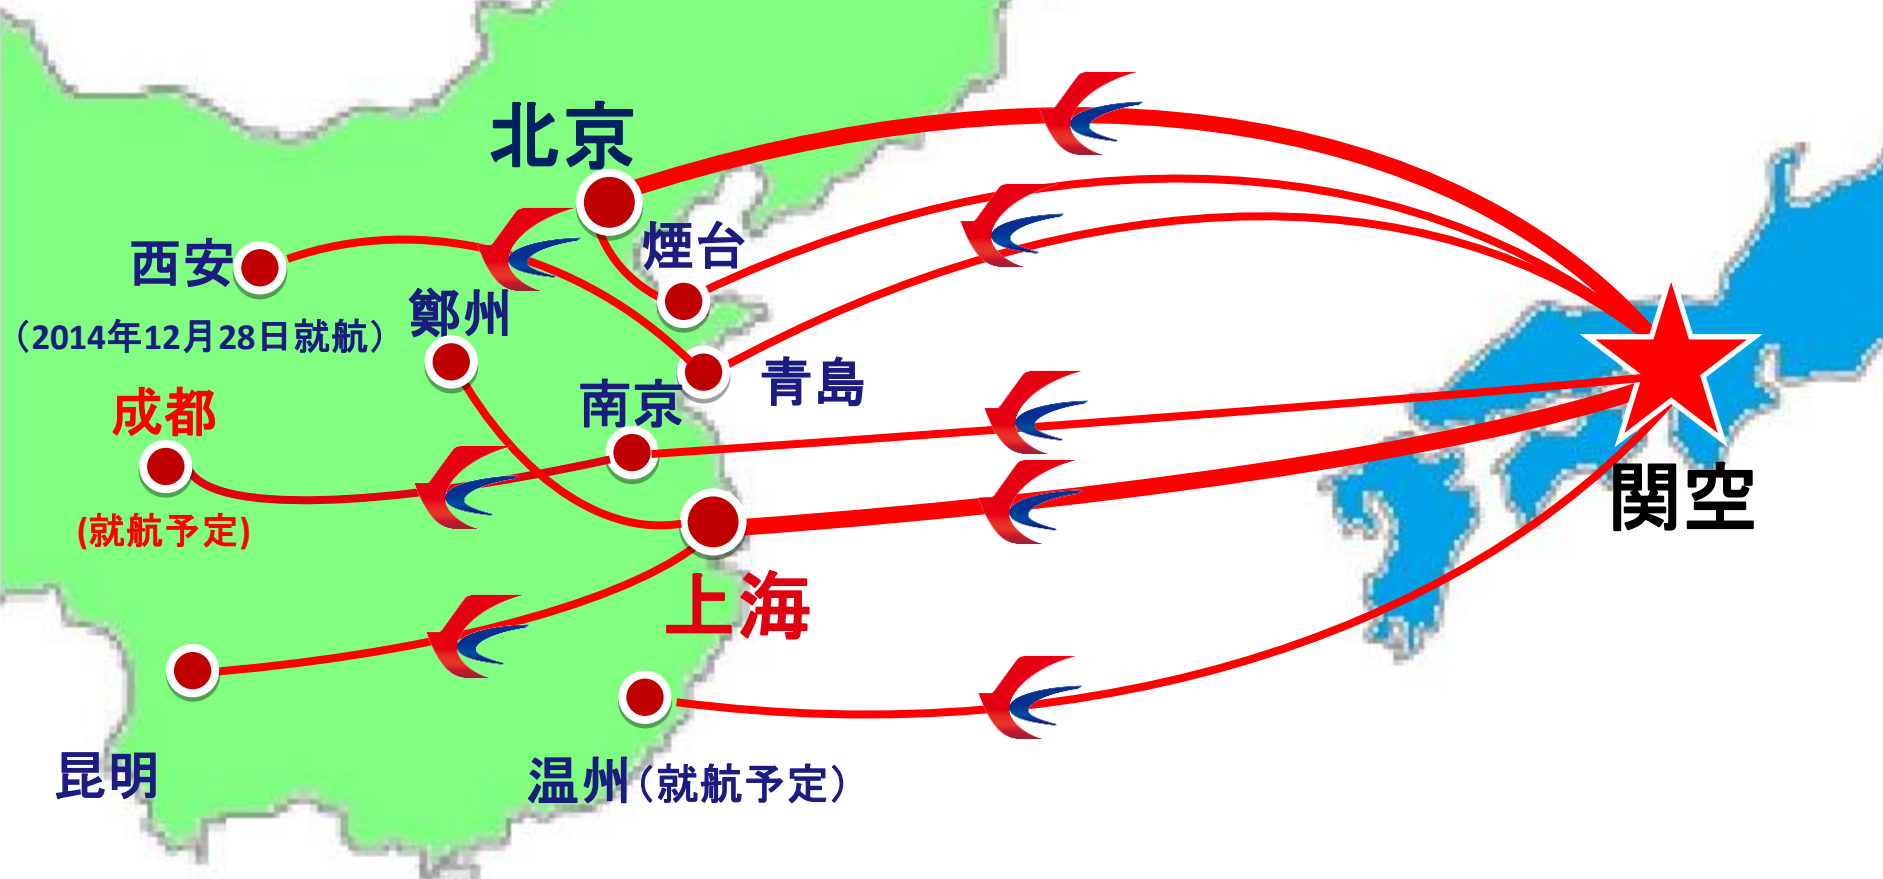 北京
煙台
西安
(2014年12月28日就航)
鄭州
青島
南京
成都
(就航予定)
関空
上海
昆明
温州(就航予定)